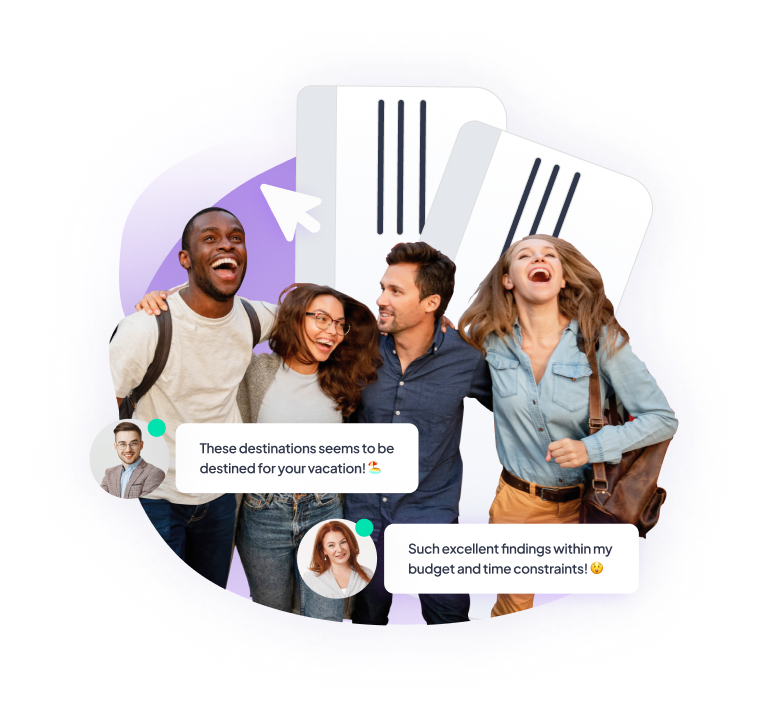 These destinations seems to be
destined for your vacation! 🏖️
Such excellent findings within my
budget and time constraints! 😲